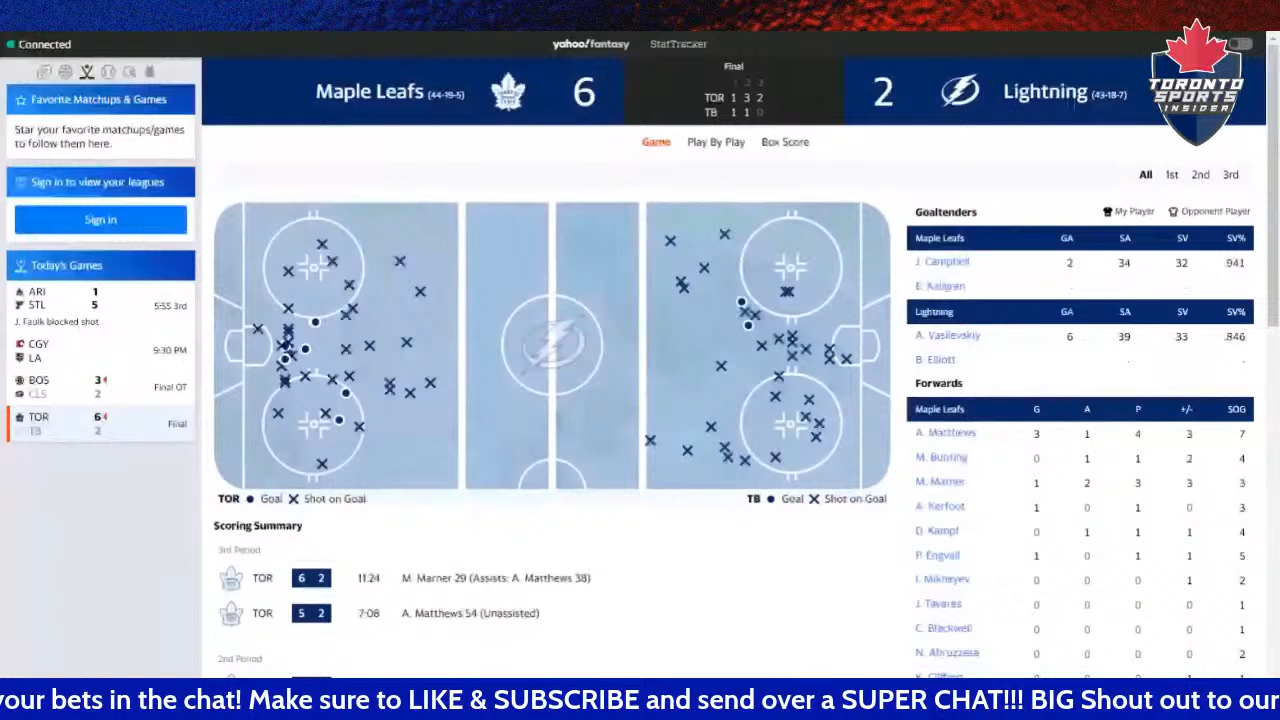 Connected
yahoo!fantasy StatTracker
TORONTO
SPORTS
INSIDER
Favorite Matchups & Games
Star your favorite matchups/games
to follow them here.
Sign in to view your leagues
Sign in
Today's Games
ARI 1
STL 5
5:55 3rd
J. Faulk blocked shot
CGY
LA
9:30 PM
BOS 3
CLS 2
Final OT
TOR 6
TB 2
Final
Maple Leafs (44-19-5) 6
Final
1 2 3
TOR 1 3 2
TB 1 1 0
2 Lightning (43-18-7)
Game Play By Play Box Score
All 1st 2nd 3rd
TOR Goal Shot on Goal
TB Goal Shot on Goal
Scoring Summary
3rd Period
TOR 6 2 11:24 M. Marner 29 (Assists: A. Matthews 38)
TOR 5 2 7:08 A. Matthews 54 (Unassisted)
2nd Period
Goaltenders My Player Opponent Player
Maple Leafs GA SA SV SV%
J. Campbell 2 34 32 .941
E. Kalgren - - - -
Lightning GA SA SV SV%
A. Vasilevskiy 6 39 33 .846
B. Elliott - - - -
Forwards
Maple Leafs G A P +/- SOG
A. Matthews 3 1 4 3 7
M. Bunting 0 1 1 2 4
M. Marner 1 2 3 3 3
A. Kerfoot 1 0 1 0 3
D. Kampf 0 1 1 1 4
P. Engvall 1 0 1 1 5
I. Mikheyev 0 0 0 1 2
J. Tavares 0 0 0 0 1
C. Blackwell 0 0 0 0 1
N. Abruzzese 0 0 0 0 2
K. Clifford
your bets in the chat! Make sure to LIKE & SUBSCRIBE and send over a SUPER CHAT!!! BIG Shout out to our